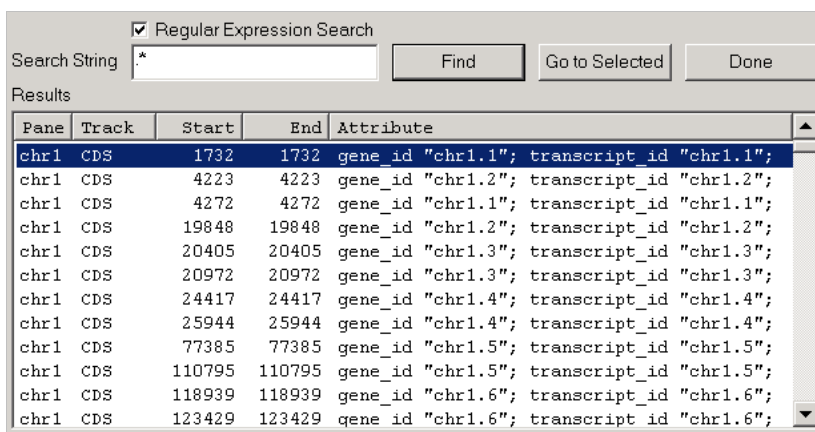 Regular Expression Search
Search String .* Find Go to Selected Done
Results
Pane Track Start End Attribute
chr1 CDS 1732 1732 gene_id "chr1.1"; transcript_id "chr1.1";
chr1 CDS 4223 4223 gene_id "chr1.2"; transcript_id "chr1.2";
chr1 CDS 4272 4272 gene_id "chr1.1"; transcript_id "chr1.1";
chr1 CDS 19848 19848 gene_id "chr1.2"; transcript_id "chr1.2";
chr1 CDS 20405 20405 gene_id "chr1.3"; transcript_id "chr1.3";
chr1 CDS 20972 20972 gene_id "chr1.3"; transcript_id "chr1.3";
chr1 CDS 24417 24417 gene_id "chr1.4"; transcript_id "chr1.4";
chr1 CDS 25944 25944 gene_id "chr1.4"; transcript_id "chr1.4";
chr1 CDS 77385 77385 gene_id "chr1.5"; transcript_id "chr1.5";
chr1 CDS 110795 110795 gene_id "chr1.5"; transcript_id "chr1.5";
chr1 CDS 118939 118939 gene_id "chr1.6"; transcript_id "chr1.6";
chr1 CDS 123429 123429 gene_id "chr1.6"; transcript_id "chr1.6";